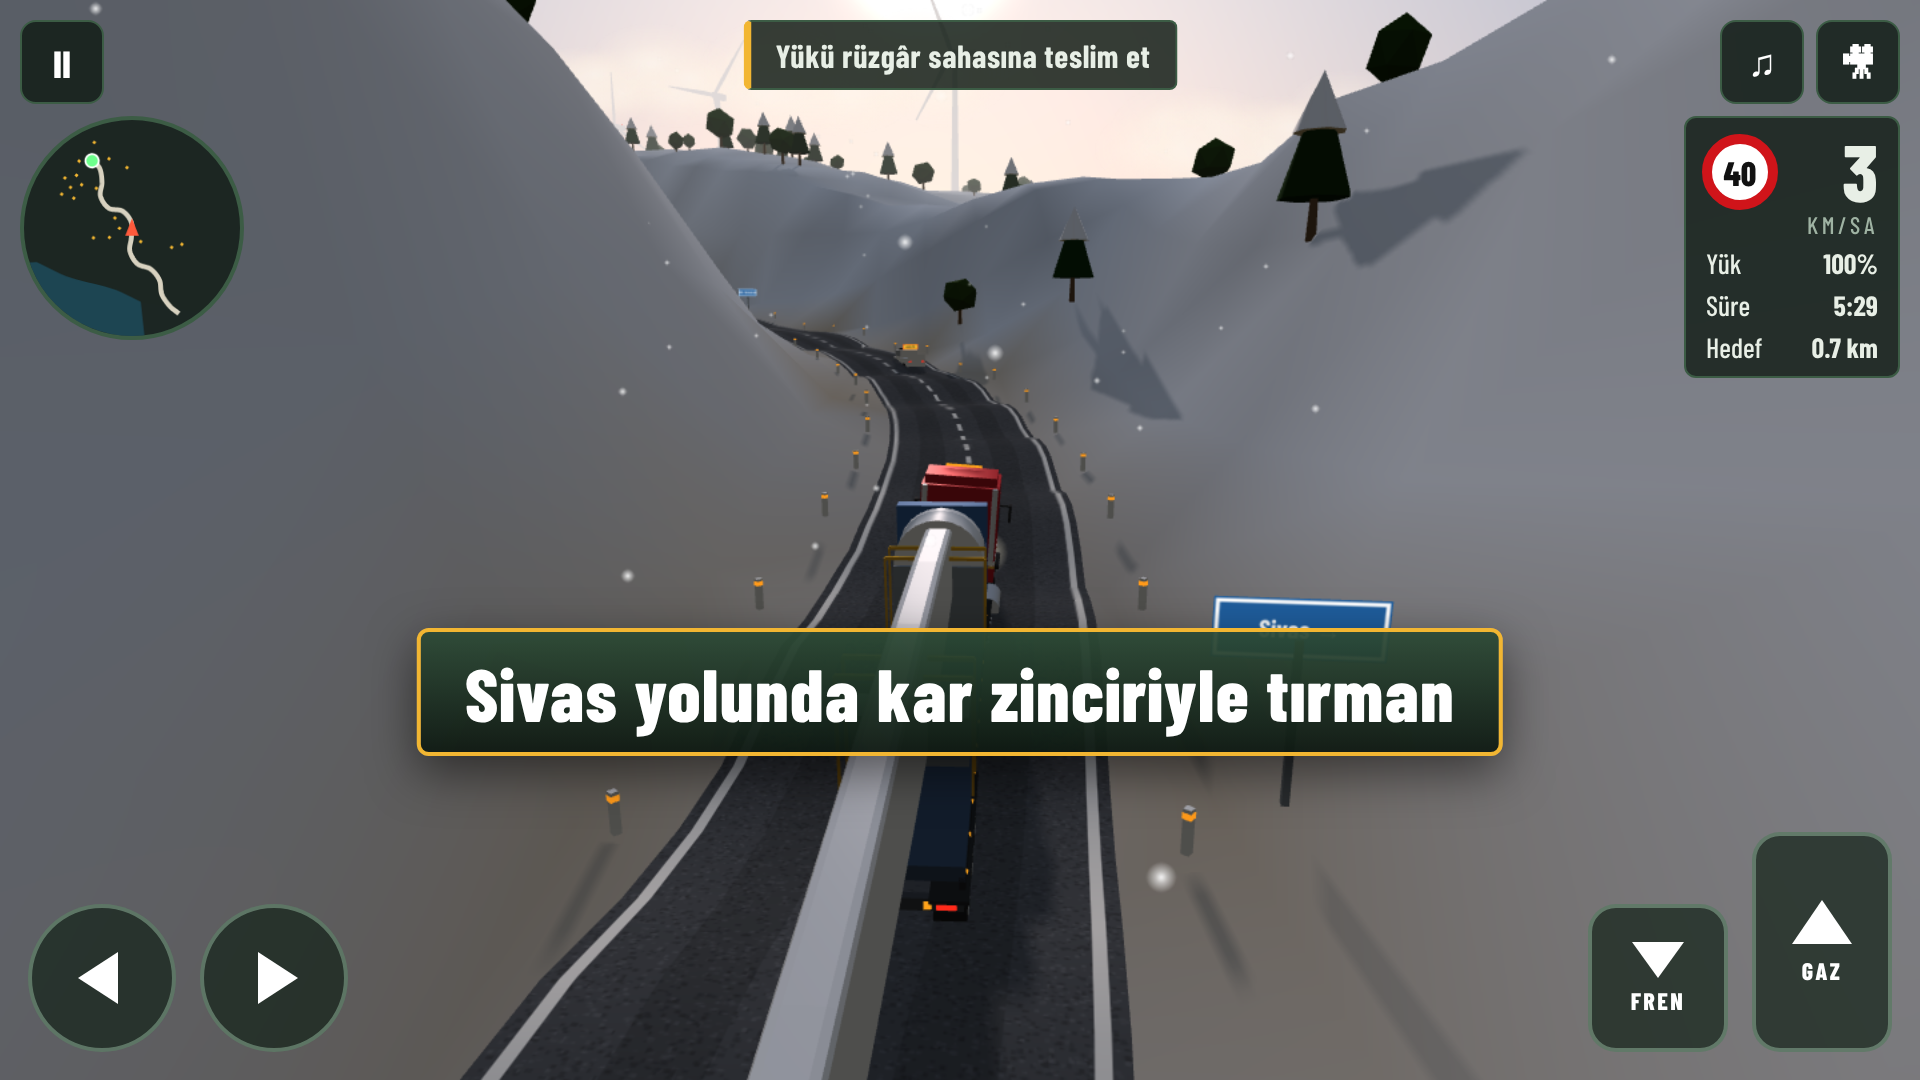 Yükü rüzgâr sahasına teslim et
40
3
KM/SA
Yük 100%
Süre 5:29
Hedef 0.7 km
Sivas yolunda kar zinciriyle tırman
FREN
GAZ